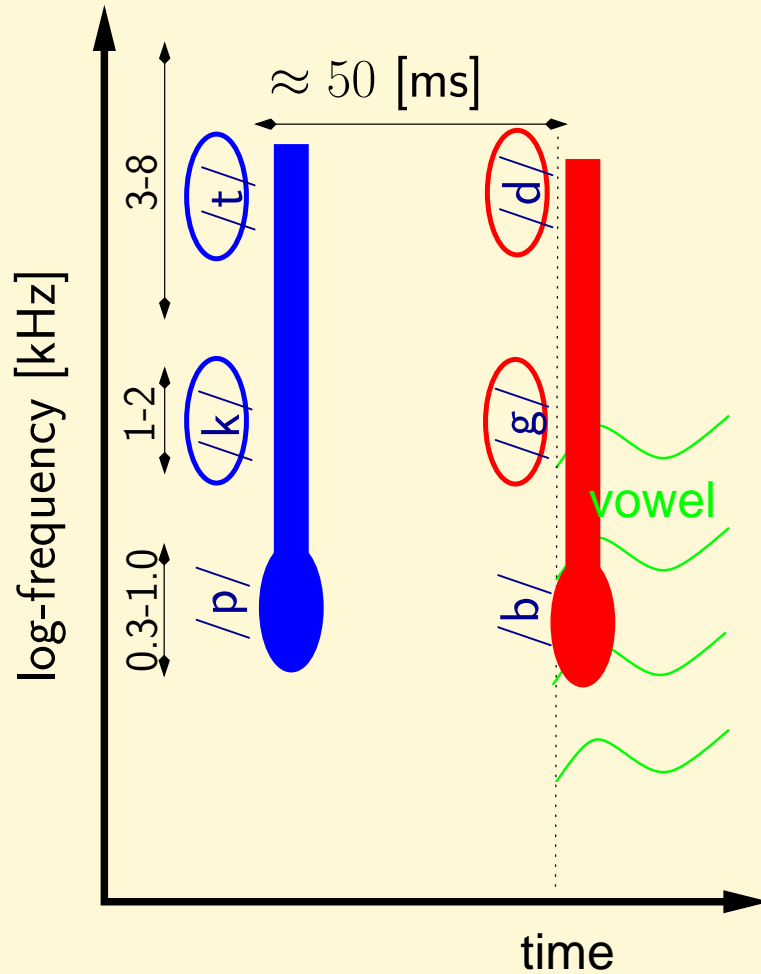 ≈ 50 [ms]
3-8
/t/
/d/
1-2
/k/
/g/
vowel
0.3-1.0
/p/
/b/
log-frequency [kHz]
time